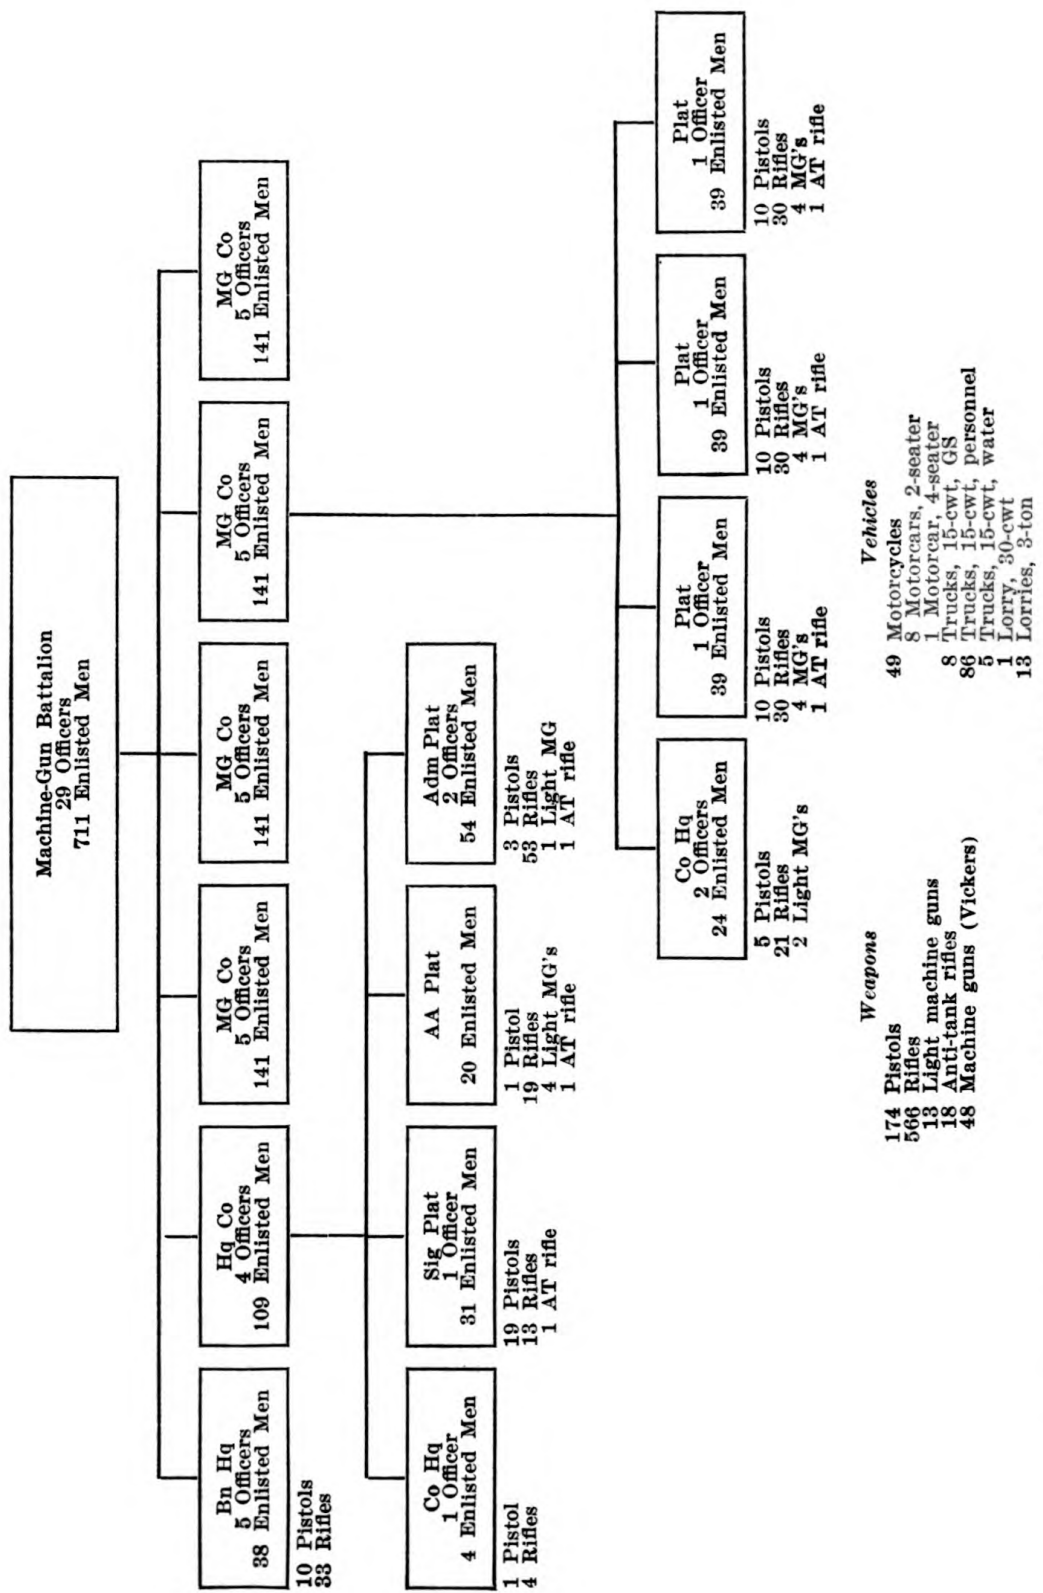 Machine-Gun Battalion
29 Officers
711 Enlisted Men
Bn Hq
5 Officers
38 Enlisted Men
10 Pistols
33 Rifles
Hq Co
4 Officers
109 Enlisted Men
MG Co
5 Officers
141 Enlisted Men
MG Co
5 Officers
141 Enlisted Men
MG Co
5 Officers
141 Enlisted Men
MG Co
5 Officers
141 Enlisted Men
Co Hq
1 Officer
4 Enlisted Men
1 Pistol
4 Rifles
Sig Plat
1 Officer
31 Enlisted Men
19 Pistols
13 Rifles
1 AT rifle
AA Plat
20 Enlisted Men
1 Pistol
19 Rifles
4 Light MG's
1 AT rifle
Adm Plat
2 Officers
54 Enlisted Men
3 Pistols
53 Rifles
1 Light MG
1 AT rifle
Co Hq
2 Officers
24 Enlisted Men
5 Pistols
21 Rifles
2 Light MG's
Plat
1 Officer
39 Enlisted Men
10 Pistols
30 Rifles
4 MG's
1 AT rifle
Plat
1 Officer
39 Enlisted Men
10 Pistols
30 Rifles
4 MG's
1 AT rifle
Plat
1 Officer
39 Enlisted Men
10 Pistols
30 Rifles
4 MG's
1 AT rifle
Weapons
174 Pistols
566 Rifles
13 Light machine guns
18 Anti-tank rifles
48 Machine guns (Vickers)
Vehicles
49 Motorcycles
8 Motorcars, 2-seater
1 Motorcar, 4-seater
8 Trucks, 15-cwt, GS
86 Trucks, 15-cwt, personnel
5 Trucks, 15-cwt, water
1 Lorry, 30-cwt
13 Lorries, 3-ton